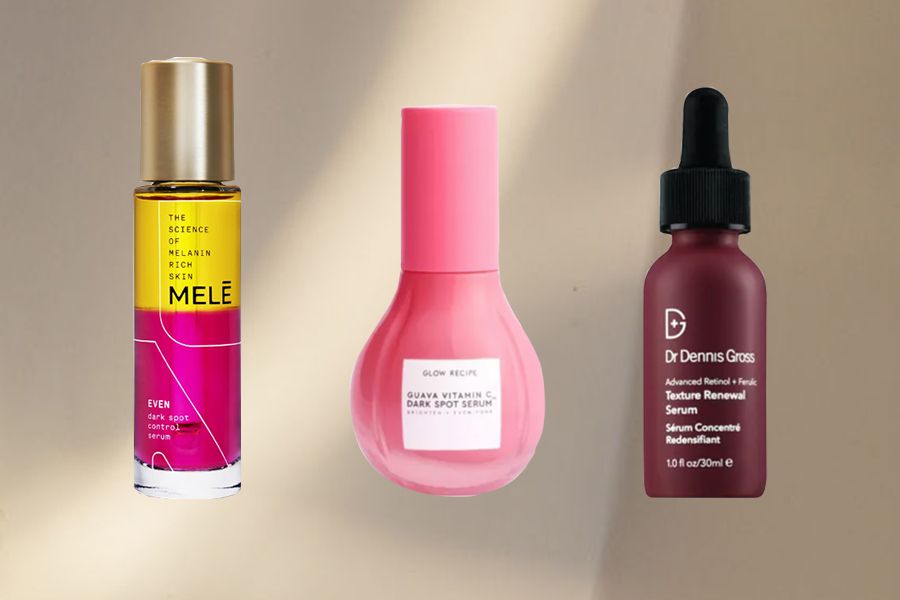 THE
SCIENCE
OF
MELANIN
RICH
SKIN
MELĒ
EVEN
dark spot
control
serum
GLOW RECIPE
GUAVA VITAMIN C
DARK SPOT SERUM™
BRIGHTEN + EVEN TONE
DG
Dr Dennis Gross
Advanced Retinol + Ferulic
Texture Renewal
Serum
Sérum Concentré
Redensifiant
1.0 fl oz/30ml e